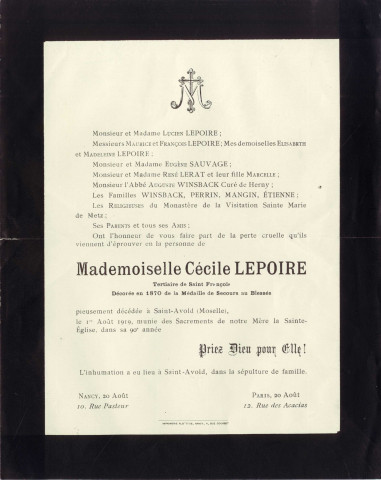 Monsieur et Madame Lucien LEPOIRE;
Messieurs Maurice et François LEPOIRE; Mesdemoiselles Elisabeth
et Madeleine LEPOIRE;
Monsieur et Madame Eugène SAUVAGE;
Monsieur et Madame René LERAT et leur fille Marcelle;
Monsieur l'Abbé Auguste WINSBACK Curé de Herny;
Les Familles WINSBACK, PERRIN, MANGIN, ÉTIENNE;
Les Religieuses du Monastère de la Visitation Sainte Marie
de Metz;
Ses Parents et tous ses Amis;
Ont l'honneur de vous faire part de la perte cruelle qu'ils
viennent d'éprouver en la personne de
Mademoiselle Cécile LEPOIRE
Tertiaire de Saint François
Décorée en 1870 de la Médaille de Secours au Blessés
pieusement décédée à Saint-Avold (Moselle),
le 1er Août 1919, munie des Sacrements de notre Mère la Sainte-
Église, dans sa 90e année
Priez Dieu pour Elle!
L'inhumation a eu lieu à Saint-Avold, dans la sépulture de famille.
Nancy, 20 Août
Paris, 20 Août
10, Rue Pasteur
12, Rue des Acacias